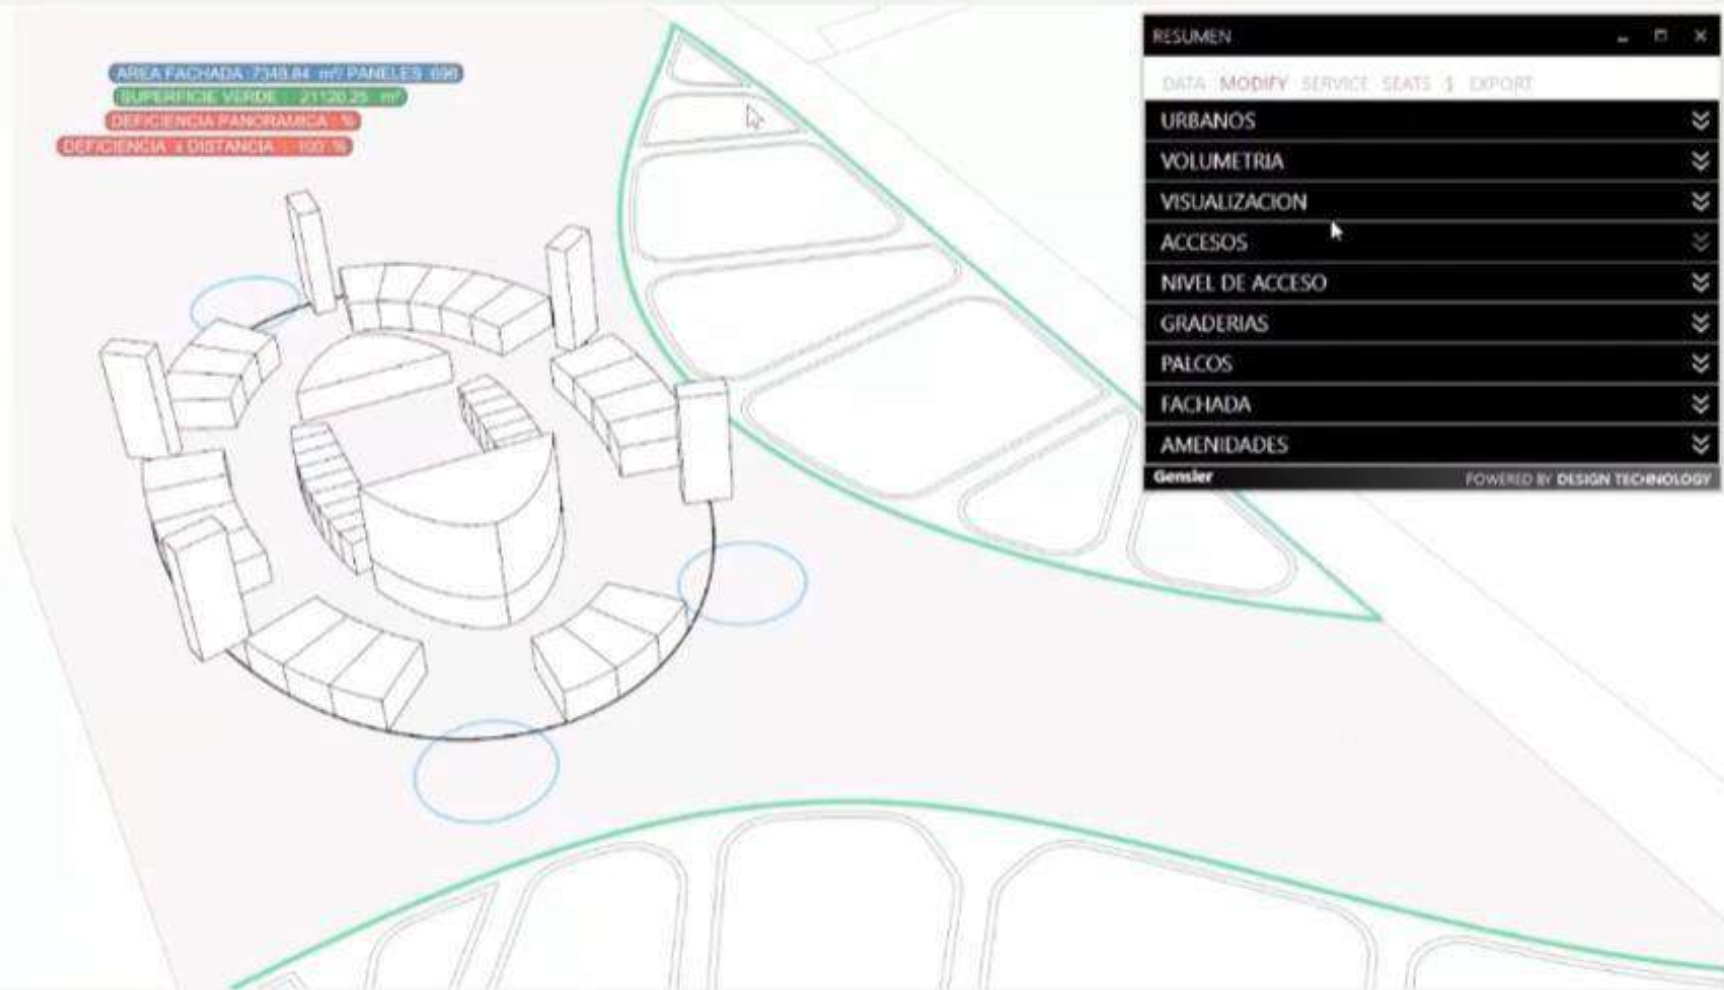 AREA FACHADA :7349.84 m²/ PANELES :696
SUPERFICIE VERDE : 21120.25 m²
DEFICIENCIA PANORAMICA : %
DEFICIENCIA x DISTANCIA : 100 %
RESUMEN
DATA MODIFY SERVICE SEATS $ EXPORT
URBANOS
VOLUMETRIA
VISUALIZACION
ACCESOS
NIVEL DE ACCESO
GRADERIAS
PALCOS
FACHADA
AMENIDADES
Gensler POWERED BY DESIGN TECHNOLOGY